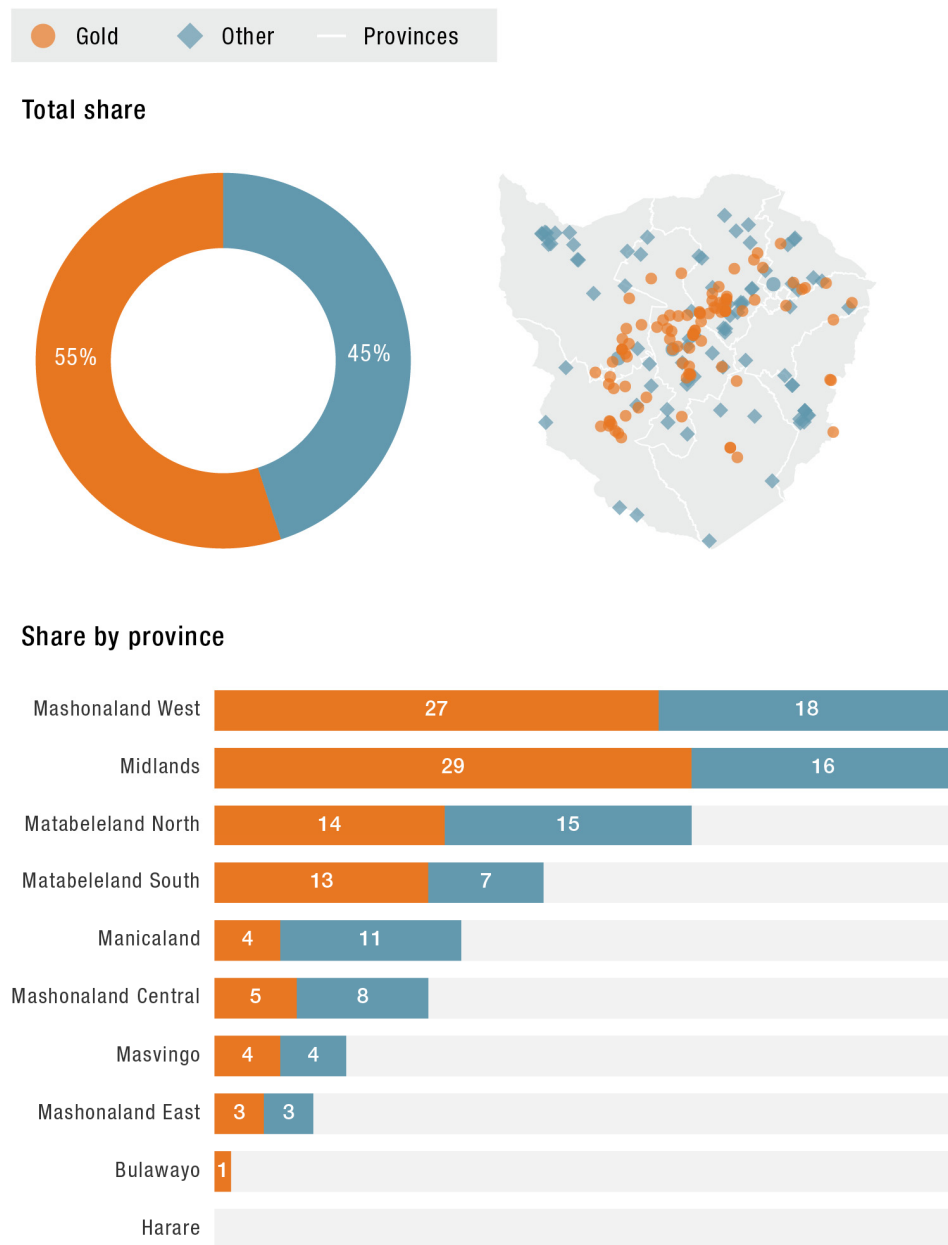 Gold Other Provinces
Total share
55% 45%
Share by province
Mashonaland West 27 18
Midlands 29 16
Matabeleland North 14 15
Matabeleland South 13 7
Manicaland 4 11
Mashonaland Central 5 8
Masvingo 4 4
Mashonaland East 3 3
Bulawayo 1
Harare